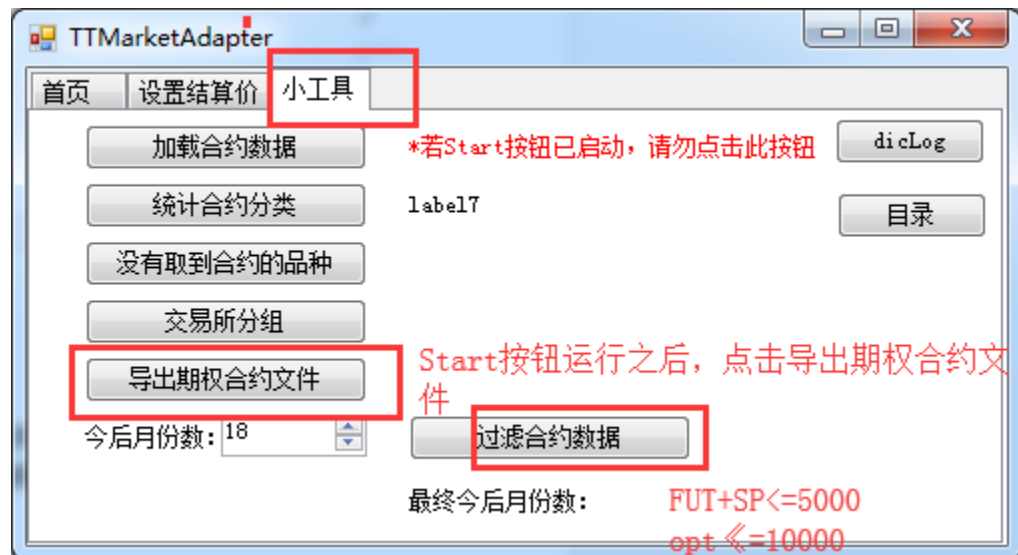 TTMarketAdapter
首页 设置结算价 小工具
加载合约数据 *若Start按钮已启动，请勿点击此按钮 dicLog
统计合约分类 label7 目录
没有取到合约的品种
交易所分组
导出期权合约文件 Start按钮运行之后，点击导出期权合约文
件
今后月份数: 18 过滤合约数据
最终今后月份数: FUT+SP<=5000
opt《=10000